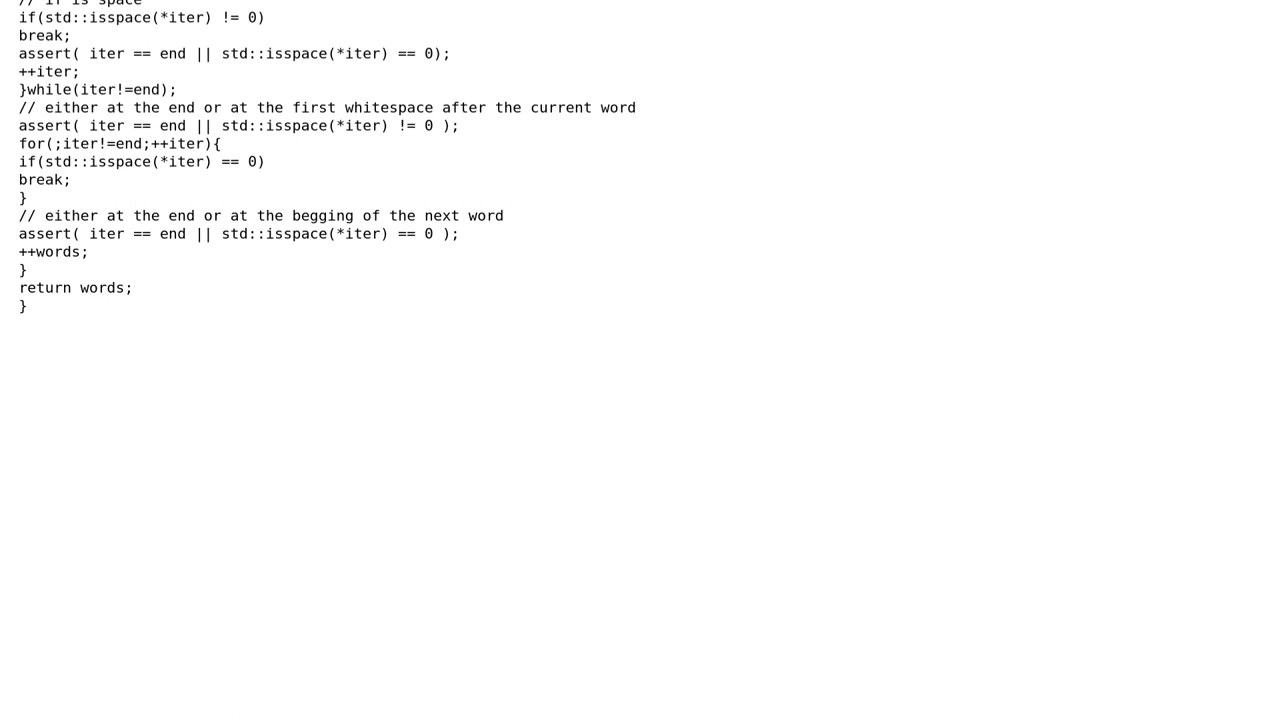 // if is space
if(std::isspace(*iter) != 0)
break;
assert( iter == end || std::isspace(*iter) == 0);
++iter;
}while(iter!=end);
// either at the end or at the first whitespace after the current word
assert( iter == end || std::isspace(*iter) != 0 );
for(;iter!=end;++iter){
if(std::isspace(*iter) == 0)
break;
}
// either at the end or at the begging of the next word
assert( iter == end || std::isspace(*iter) == 0 );
++words;
}
return words;
}